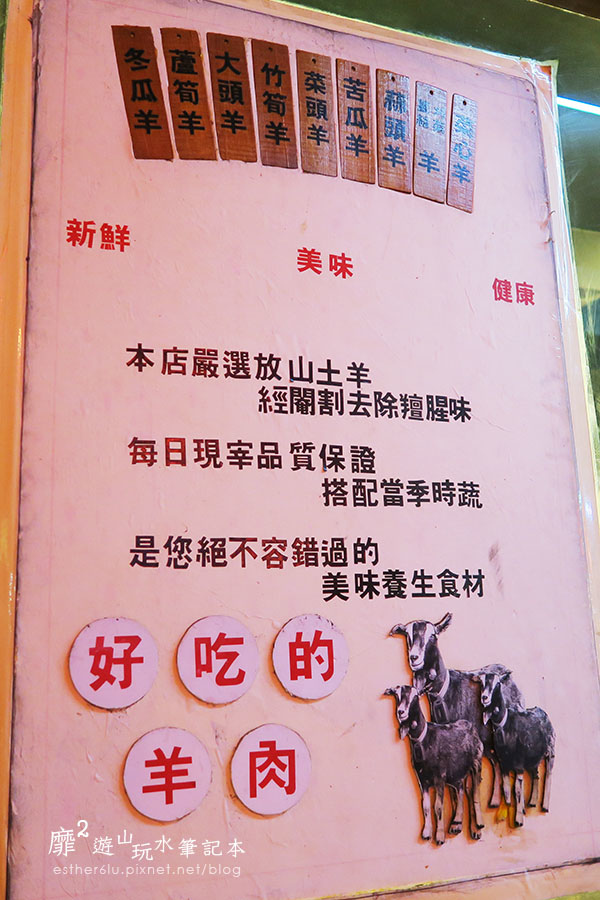 冬瓜羊
蘆筍羊
大頭羊
竹筍羊
菜頭羊
苦瓜羊
蒜頭羊
羊
菜心羊
新鮮
美味
健康
本店嚴選放山土羊
經閹割去除羶腥味
每日現宰品質保證
搭配當季時蔬
是您絕不容錯過的
美味養生食材
好吃的
羊肉
靡2遊山玩水筆記本
esther6lu.pixnet.net/blog